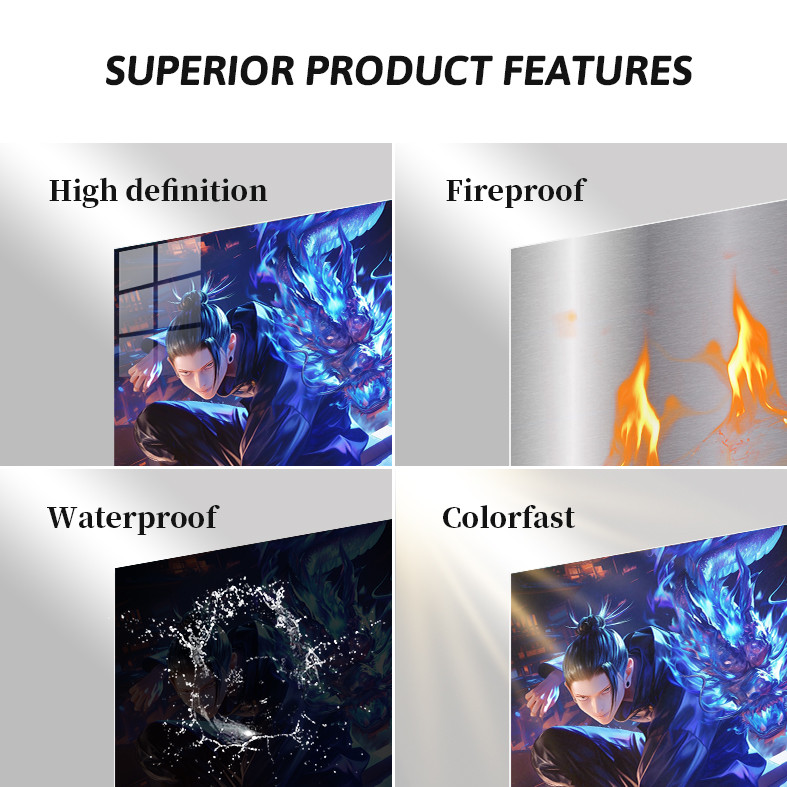 SUPERIOR PRODUCT FEATURES
High definition
Fireproof
Waterproof
Colorfast